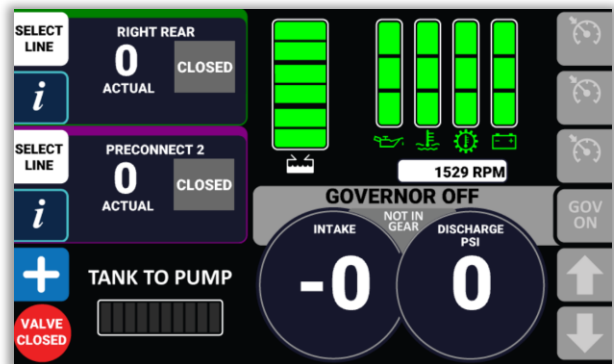 SELECT
LINE
RIGHT REAR
0
ACTUAL
CLOSED
i
SELECT
LINE
PRECONNECT 2
0
ACTUAL
CLOSED
i
+
TANK TO PUMP
VALVE
CLOSED
1529 RPM
GOVERNOR OFF
NOT IN
GEAR
INTAKE
-0
DISCHARGE
PSI
0
GOV
ON